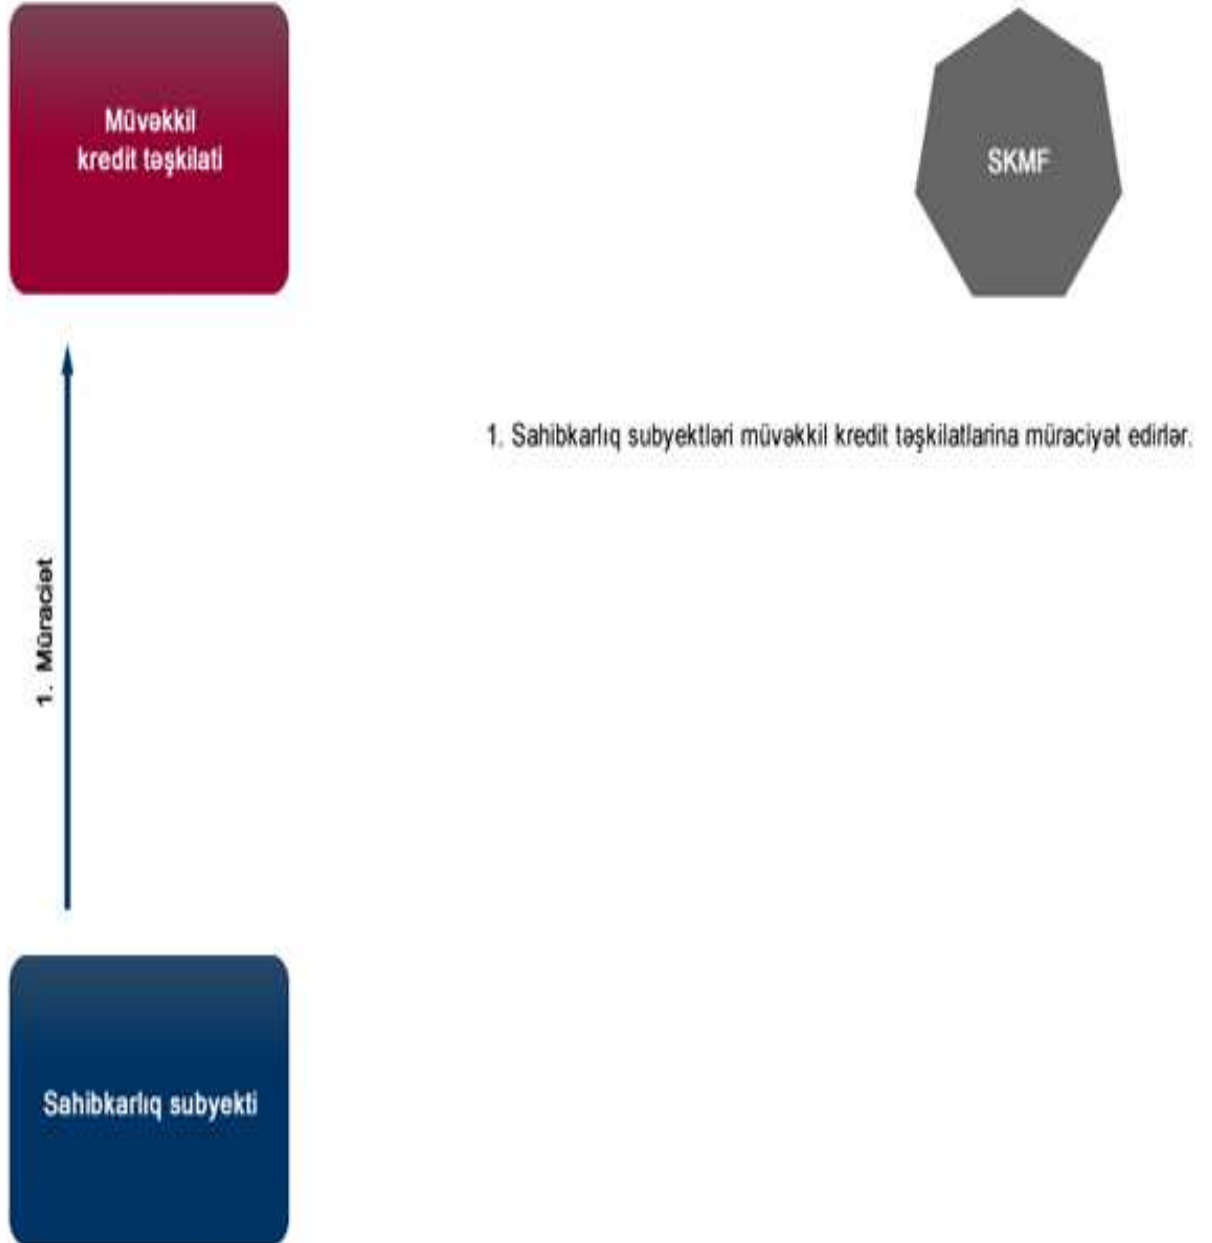 Müvəkkil
kredit təşkilati
SKMF
1. Sahibkarlıq subyektləri müvəkkil kredit təşkilatlarina müraciyət edirlər.
1. Müraciət
Sahibkarlıq subyekti